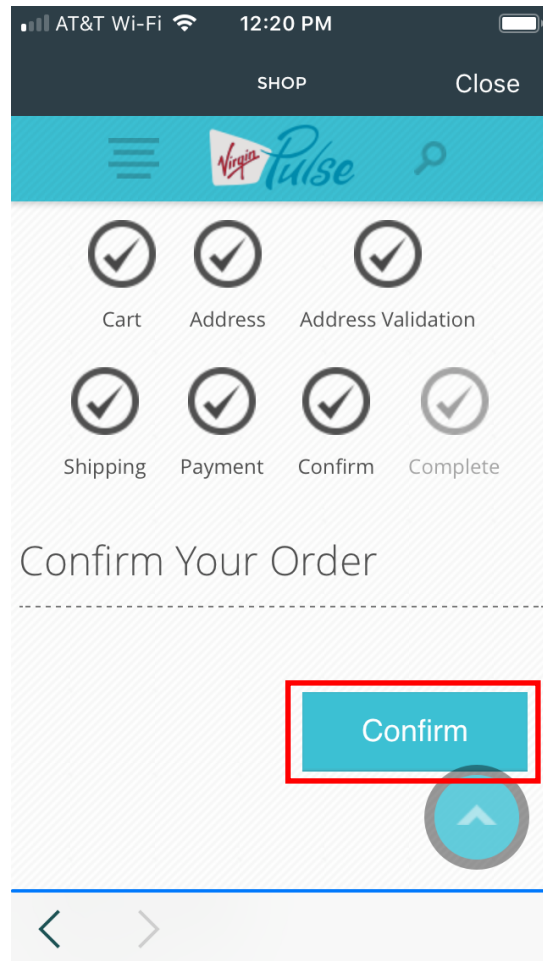 AT&T Wi-Fi 12:20 PM
SHOP Close
Virgin Pulse
Cart Address Address Validation
Shipping Payment Confirm Complete
Confirm Your Order
Confirm